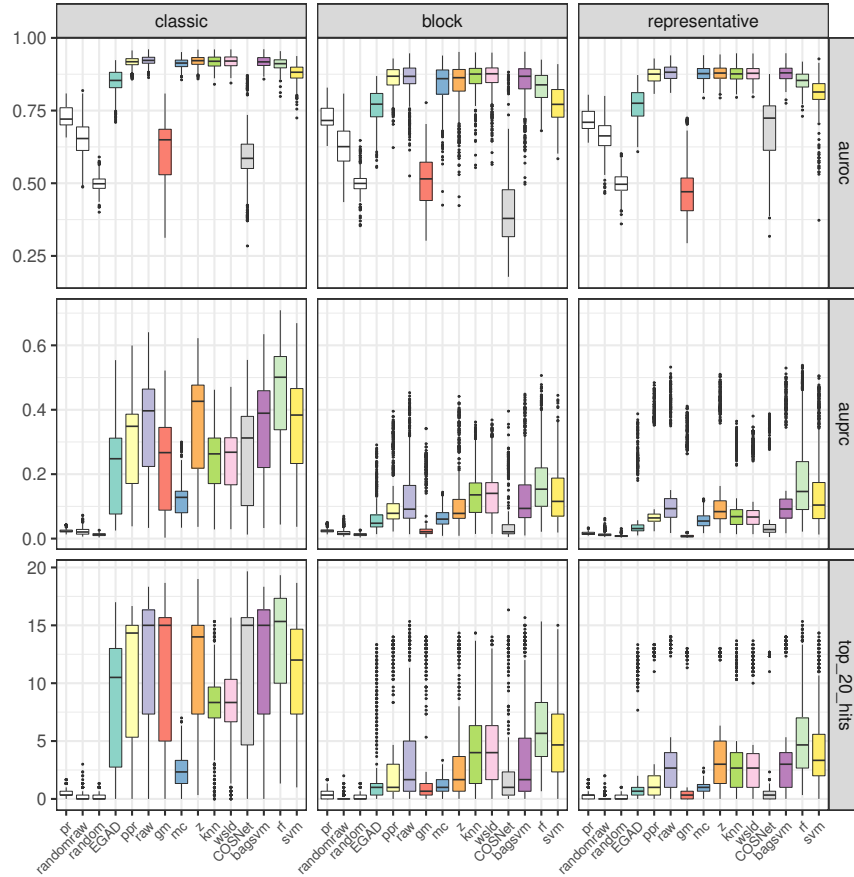 classic
block
representative
1.00
0.75
0.50
0.25
auroc
0.6
0.4
0.2
0.0
auprc
20
15
10
5
0
top_20_hits
pr
randomraw
random
EGAD
ppr
raw
gm
mc
z
knn
wsld
COSNet
bagsvm
rf
svm
pr
randomraw
random
EGAD
ppr
raw
gm
mc
z
knn
wsld
COSNet
bagsvm
rf
svm
pr
randomraw
random
EGAD
ppr
raw
gm
mc
z
knn
wsld
COSNet
bagsvm
rf
svm